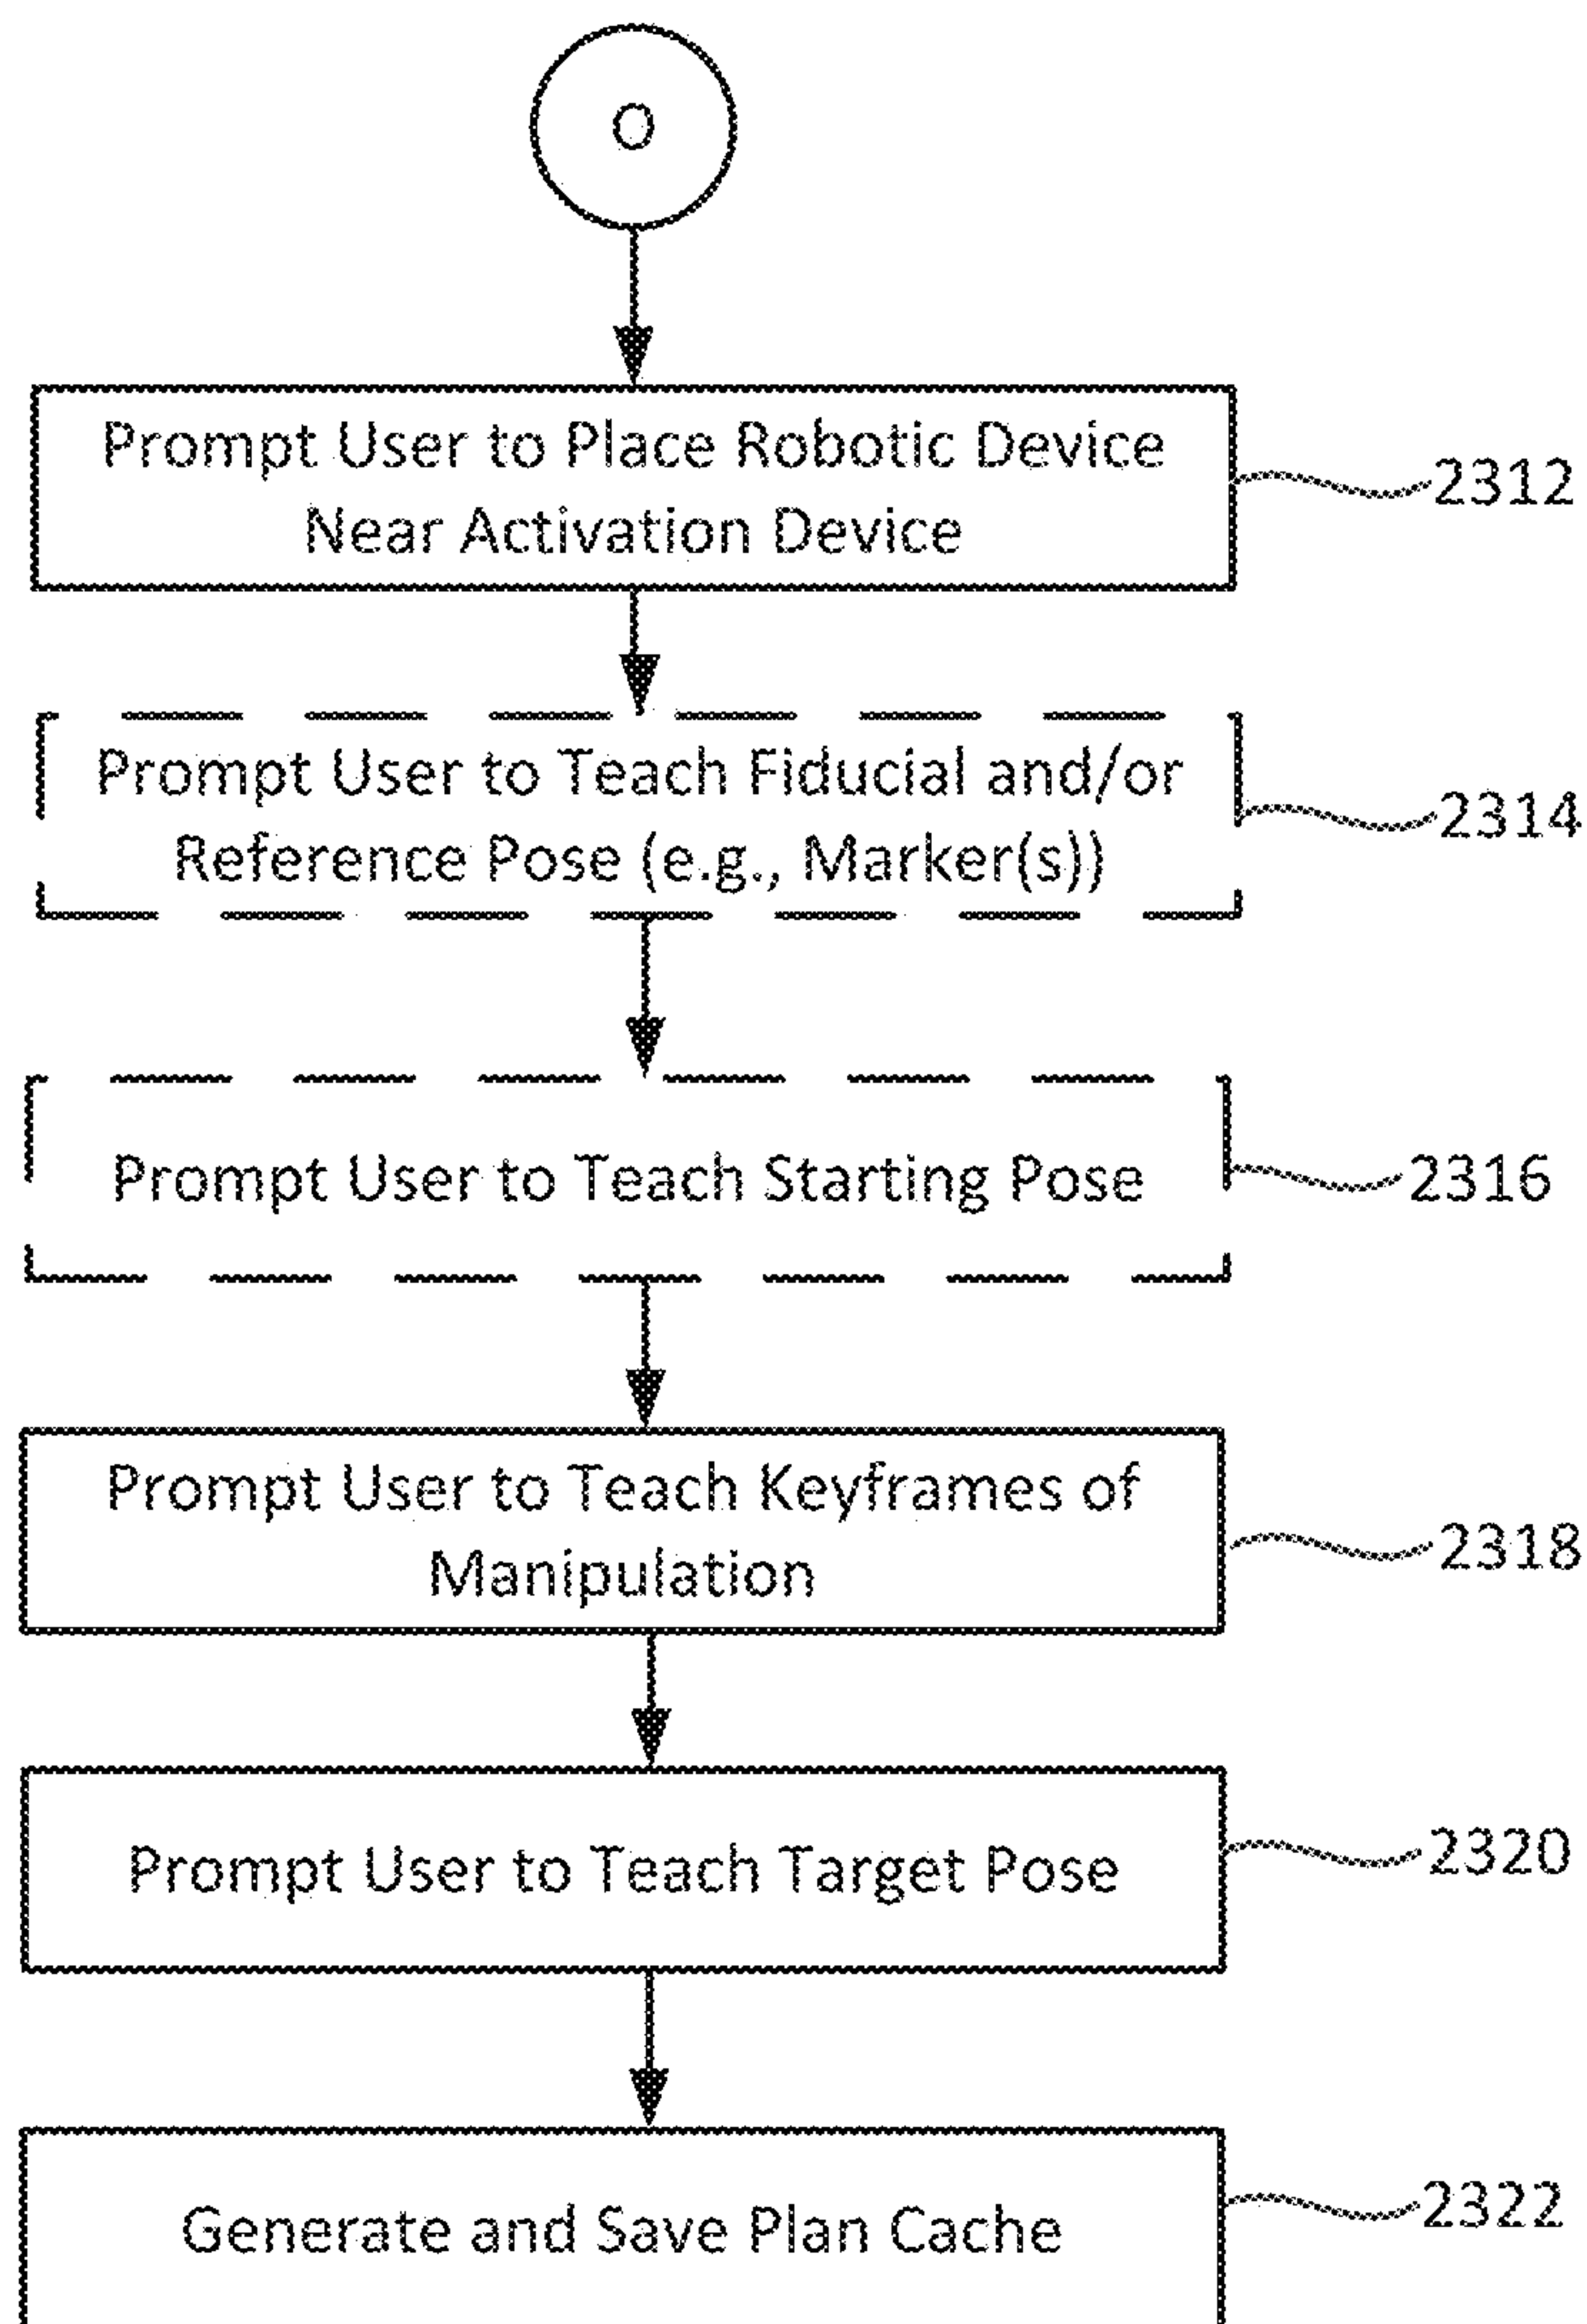 O
Prompt User to Place Robotic Device
Near Activation Device
2312
Prompt User to Teach Fiducial and/or
Reference Pose (e.g., Marker(s))
2314
Prompt User to Teach Starting Pose
2316
Prompt User to Teach Keyframes of
Manipulation
2318
Prompt User to Teach Target Pose
2320
Generate and Save Plan Cache
2322